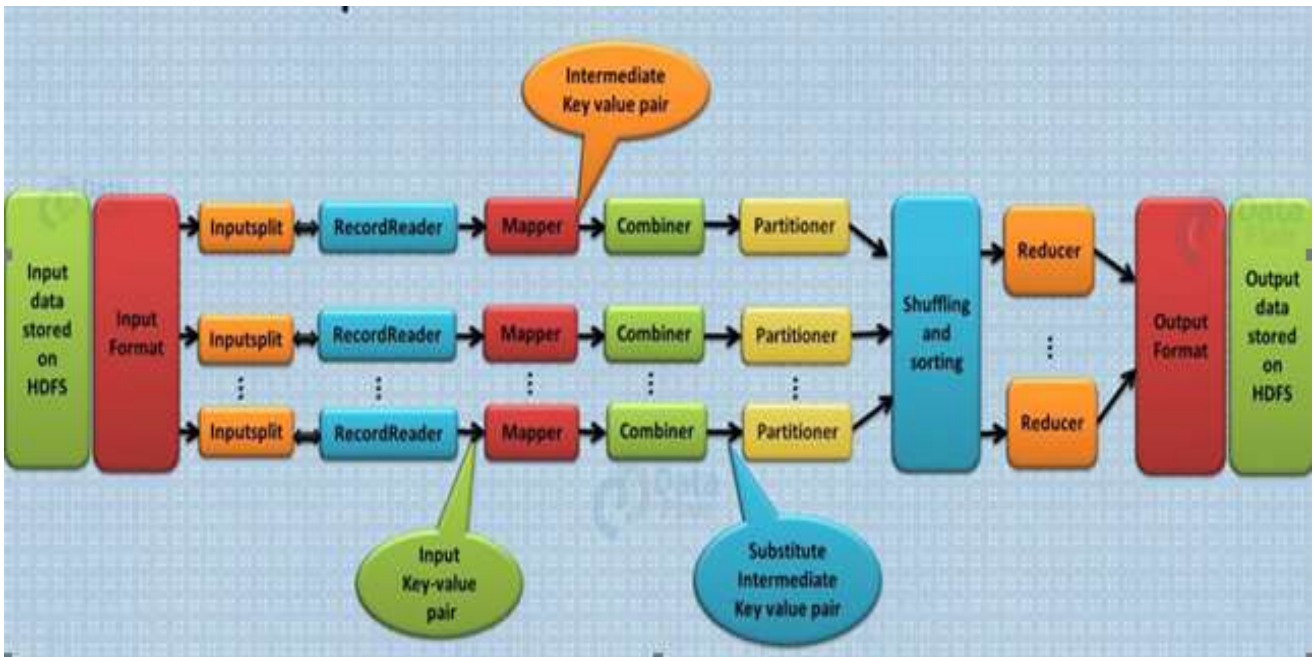 Intermediate
Key value pair
Input
data
stored
on
HDFS
Input
Format
Inputsplit
RecordReader
Mapper
Combiner
Partitioner
Inputsplit
RecordReader
Mapper
Combiner
Partitioner
Inputsplit
RecordReader
Mapper
Combiner
Partitioner
Shuffling
and
sorting
Reducer
Reducer
Output
Format
Output
data
stored
on
HDFS
Input
Key-value
pair
Substitute
Intermediate
Key value pair
Data